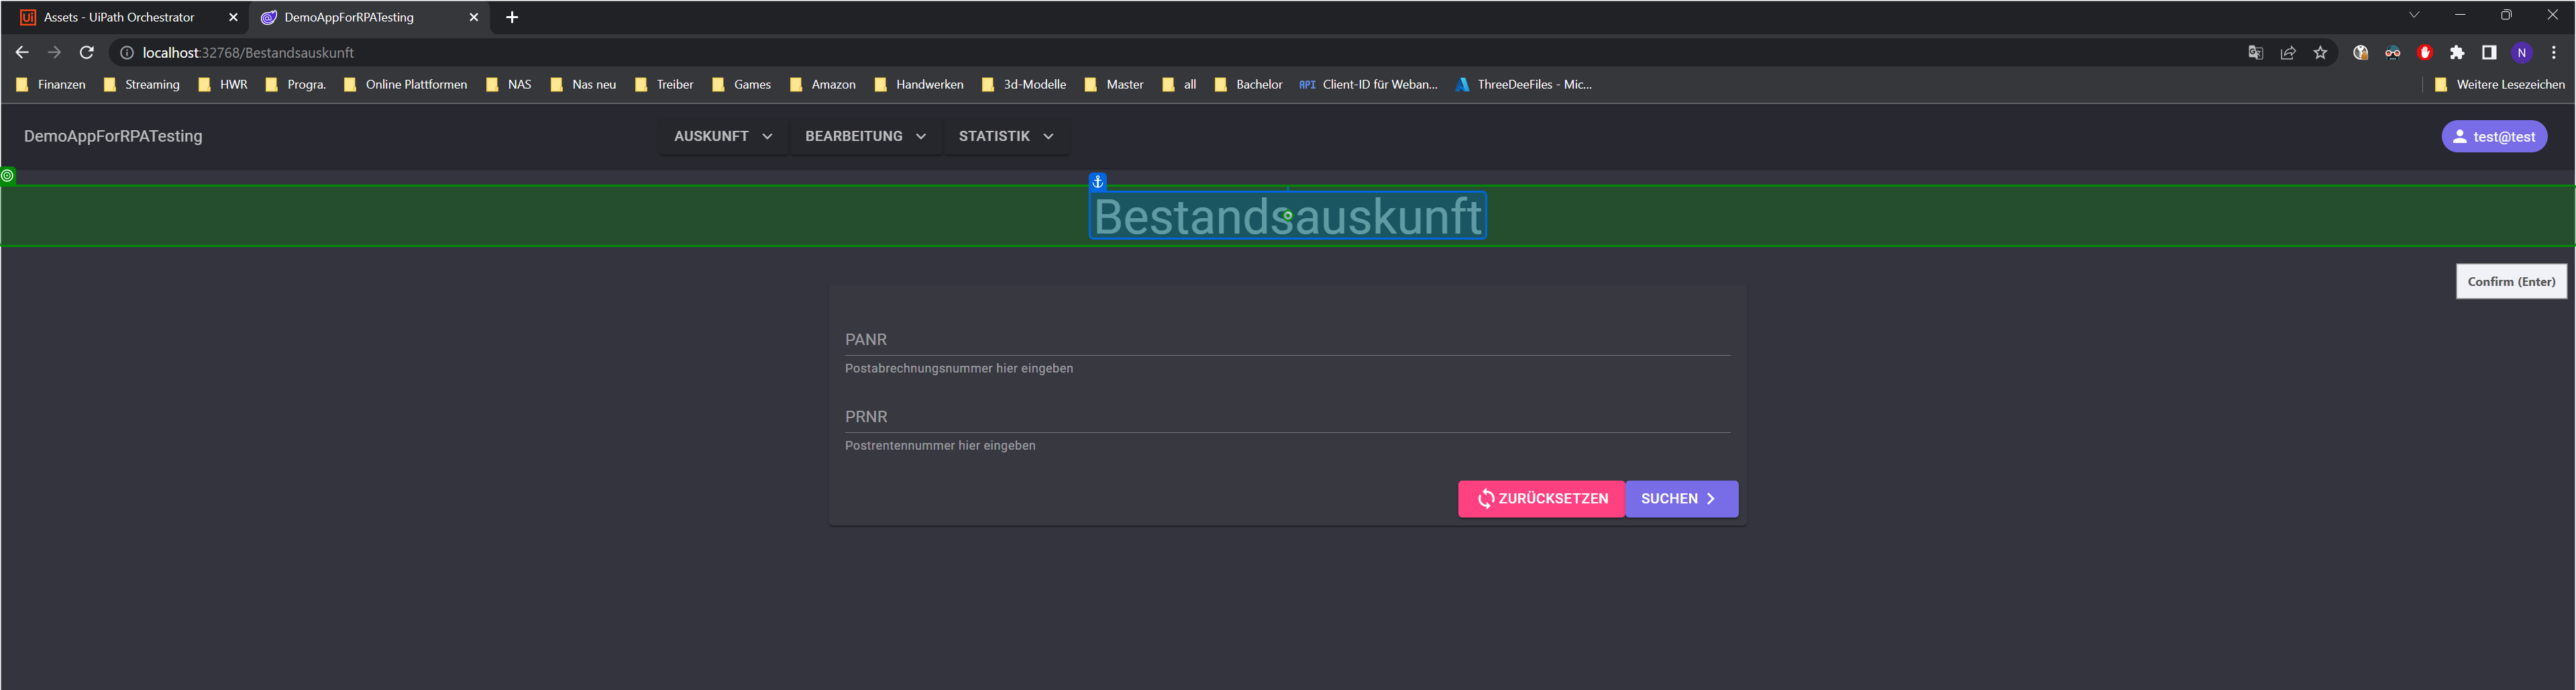 Ui Assets - UiPath Orchestrator DemoAppForRPATesting
localhost:32768/Bestandsauskunft N
Finanzen Streaming HWR Progra. Online Plattformen NAS Nas neu Treiber Games Amazon Handwerken 3d-Modelle Master all Bachelor API Client-ID für Weban... ThreeDeeFiles - Mic... Weitere Lesezeichen
DemoAppForRPATesting AUSKUNFT BEARBEITUNG STATISTIK test@test
Bestandsauskunft
Confirm (Enter)
PANR
Postabrechnungsnummer hier eingeben
PRNR
Postrentennummer hier eingeben
ZURÜCKSETZEN SUCHEN